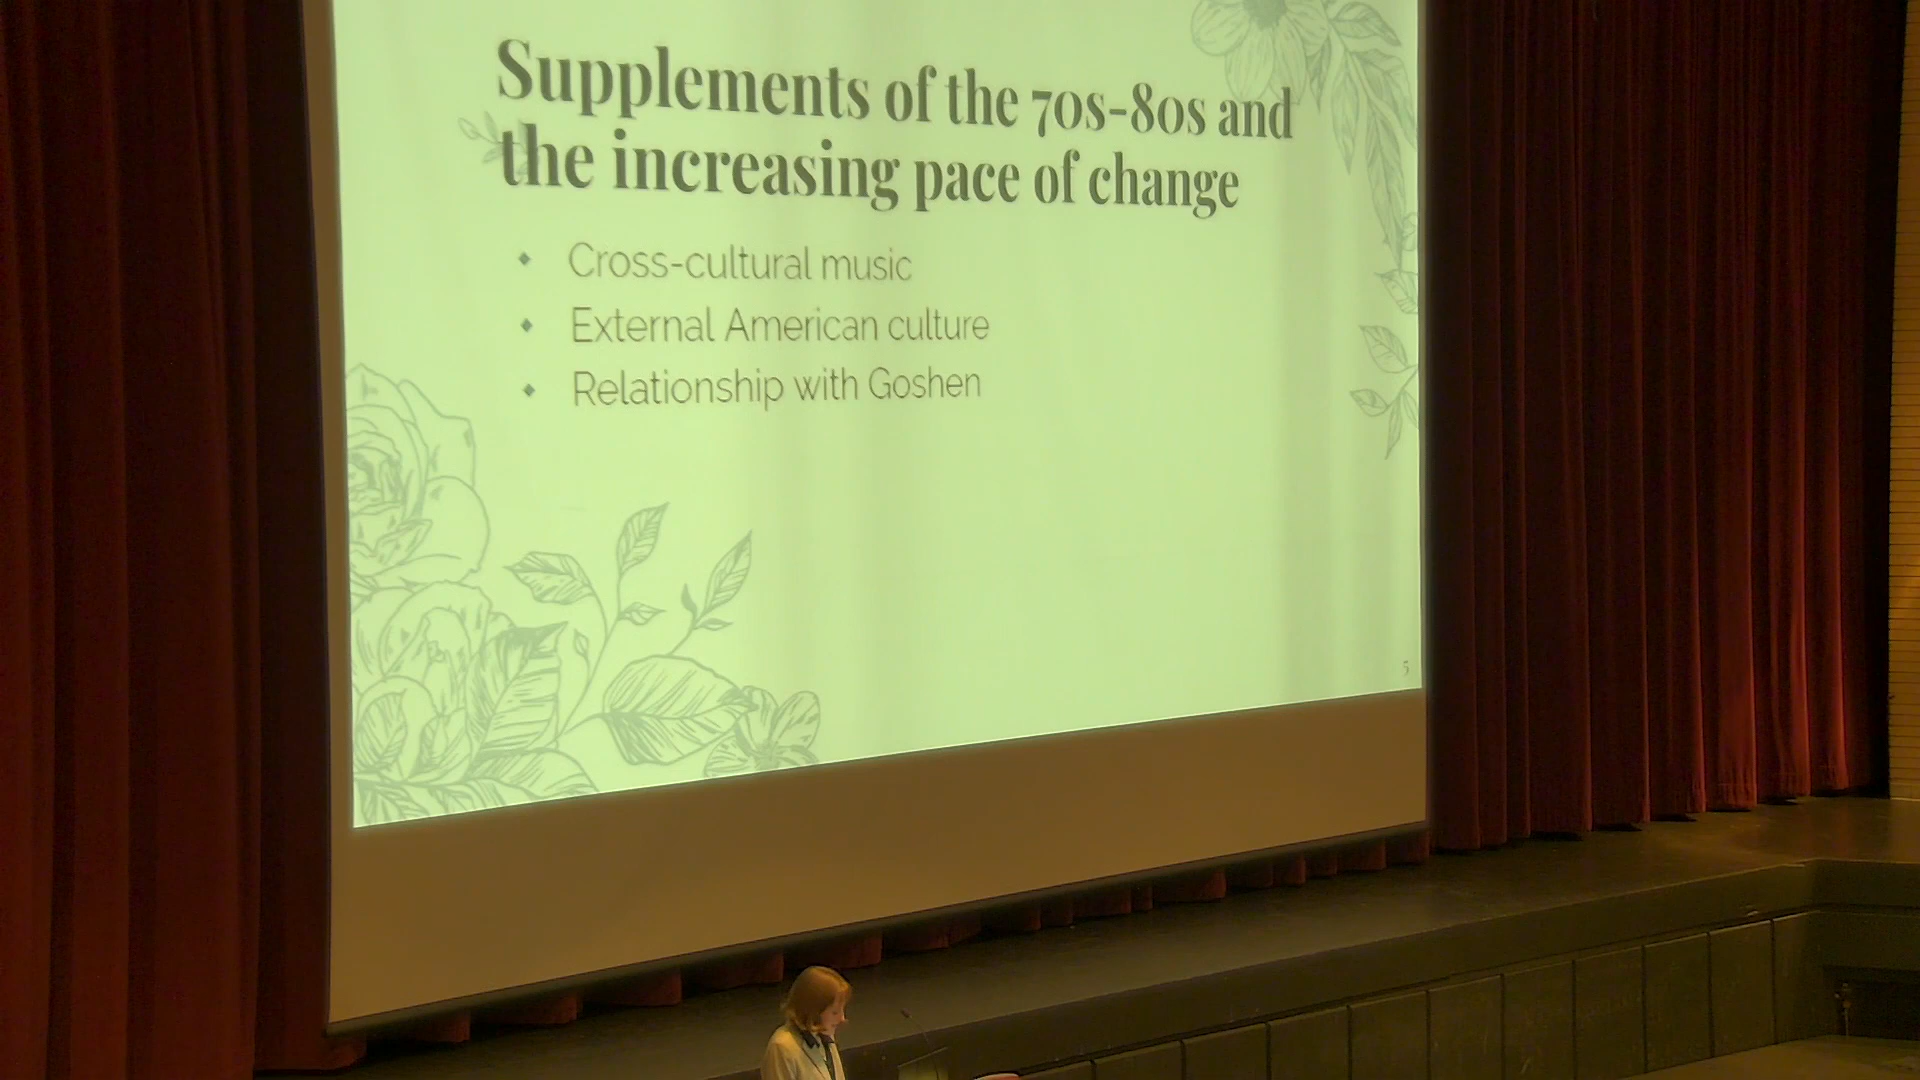 Supplements of the 70s-80s and
the increasing pace of change
Cross-cultural music
External American culture
Relationship with Goshen
5